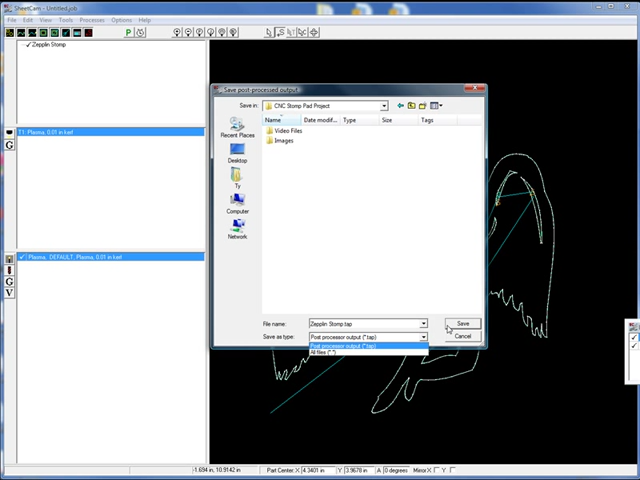 SheetCam - Untitled.job
File View Tools Processes Options Help
P
Zepplin Stomp
T1: Plasma, 0.01 in kerf
G
Plasma, DEFAULT, Plasma, 0.01 in kerf
G
V
Save post-processed output
Save in: CNC Stomp Pad Project
Name Date modif... Type Size Tags
Video Files
Images
Recent Places
Desktop
Ty
Computer
Network
File name: Zepplin Stomp.tap Save
Save as type: Post processor output (*.tap) Cancel
Post processor output (*.tap)
All files (*.*)
-1.694 in, 10.9142 in Part Center: X 4.3401 in Y 3.9678 in A 0 degrees Mirror X Y